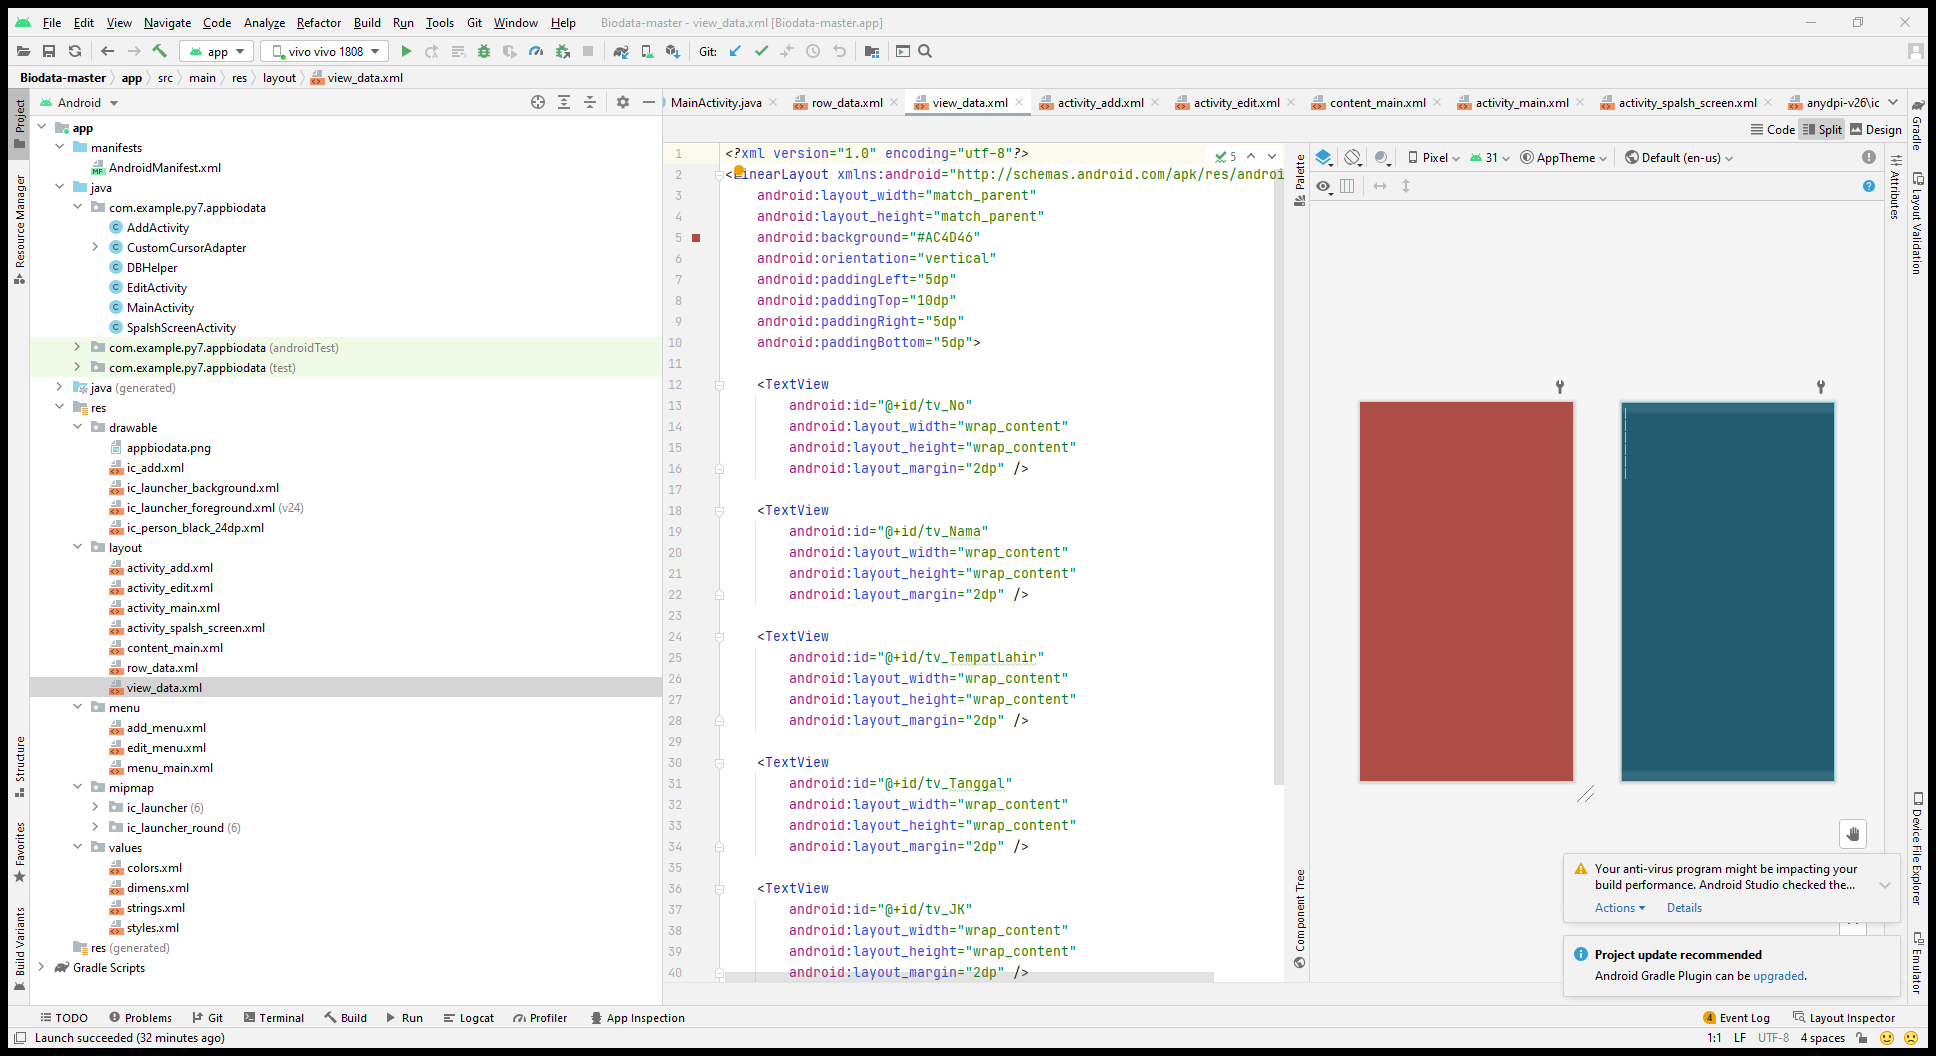 File Edit View Navigate Code Analyze Refactor Build Run Tools Git Window Help Biodata-master - view_data.xml [Biodata-master.app]
app vivo vivo 1808 Git:
Biodata-master app src main res layout view_data.xml
Android
MainActivity.java row_data.xml view_data.xml activity_add.xml activity_edit.xml content_main.xml activity_main.xml activity_spalsh_screen.xml anydpi-v26\ic
Code Split Design
Pixel 31 AppTheme Default (en-us)
Project
Resource Manager
Structure
Favorites
Build Variants
app
manifests
AndroidManifest.xml
java
com.example.py7.appbiodata
AddActivity
CustomCursorAdapter
DBHelper
EditActivity
MainActivity
SpalshScreenActivity
com.example.py7.appbiodata (androidTest)
com.example.py7.appbiodata (test)
java (generated)
res
drawable
appbiodata.png
ic_add.xml
ic_launcher_background.xml
ic_launcher_foreground.xml (v24)
ic_person_black_24dp.xml
layout
activity_add.xml
activity_edit.xml
activity_main.xml
activity_spalsh_screen.xml
content_main.xml
row_data.xml
view_data.xml
menu
add_menu.xml
edit_menu.xml
menu_main.xml
mipmap
ic_launcher (6)
ic_launcher_round (6)
values
colors.xml
dimens.xml
strings.xml
styles.xml
res (generated)
Gradle Scripts
1 <?xml version="1.0" encoding="utf-8"?> 5
2 <LinearLayout xmlns:android="http://schemas.android.com/apk/res/androi
3 android:layout_width="match_parent"
4 android:layout_height="match_parent"
5 android:background="#AC4D46"
6 android:orientation="vertical"
7 android:paddingLeft="5dp"
8 android:paddingTop="10dp"
9 android:paddingRight="5dp"
10 android:paddingBottom="5dp">
11
12 <TextView
13 android:id="@+id/tv_No"
14 android:layout_width="wrap_content"
15 android:layout_height="wrap_content"
16 android:layout_margin="2dp" />
17
18 <TextView
19 android:id="@+id/tv_Nama"
20 android:layout_width="wrap_content"
21 android:layout_height="wrap_content"
22 android:layout_margin="2dp" />
23
24 <TextView
25 android:id="@+id/tv_TempatLahir"
26 android:layout_width="wrap_content"
27 android:layout_height="wrap_content"
28 android:layout_margin="2dp" />
29
30 <TextView
31 android:id="@+id/tv_Tanggal"
32 android:layout_width="wrap_content"
33 android:layout_height="wrap_content"
34 android:layout_margin="2dp" />
35
36 <TextView
37 android:id="@+id/tv_JK"
38 android:layout_width="wrap_content"
39 android:layout_height="wrap_content"
40 android:layout_margin="2dp" />
Palette
Component Tree
Attributes
Gradle
Layout Validation
Device File Explorer
Emulator
Your anti-virus program might be impacting your
build performance. Android Studio checked the...
Actions Details
Project update recommended
Android Gradle Plugin can be upgraded.
TODO Problems Git Terminal Build Run Logcat Profiler App Inspection 4 Event Log Layout Inspector
Launch succeeded (32 minutes ago) 1:1 LF UTF-8 4 spaces